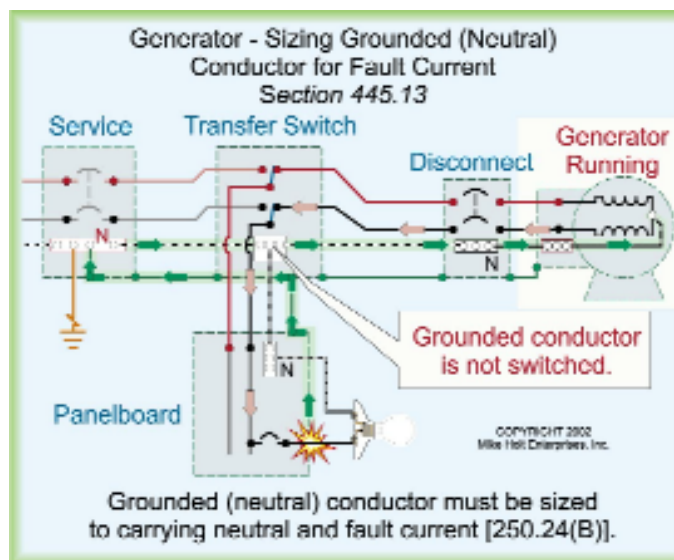 Generator - Sizing Grounded (Neutral)
Conductor for Fault Current
Section 445.13
Service
Transfer Switch
Disconnect
Generator
Running
N
N
Grounded conductor
is not switched.
N
Panelboard
COPYRIGHT 2002
Mike Holt Enterprises, Inc.
Grounded (neutral) conductor must be sized
to carrying neutral and fault current [250.24(B)].